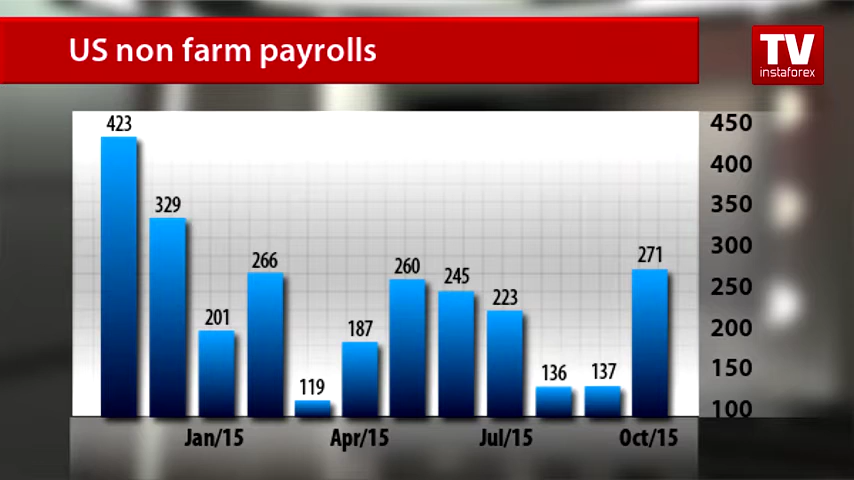 US non farm payrolls
TV
instaforex
423
329
201
266
119
187
260
245
223
136
137
271
450
400
350
300
250
200
150
100
Jan/15
Apr/15
Jul/15
Oct/15